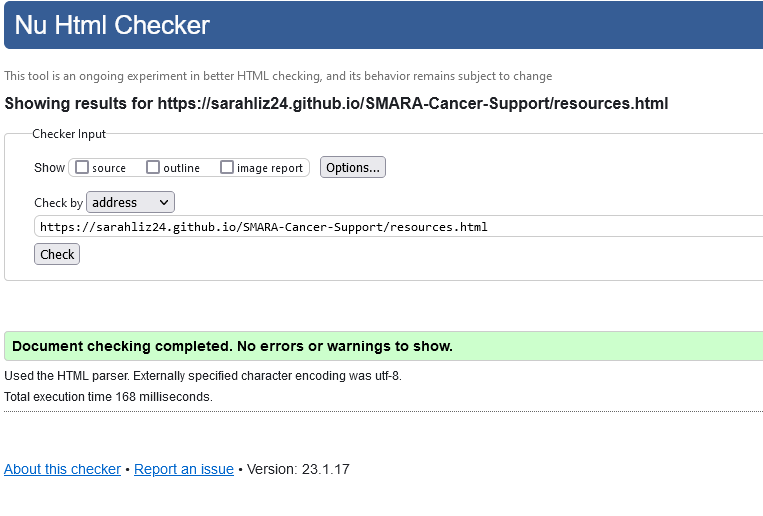 Nu Html Checker
This tool is an ongoing experiment in better HTML checking, and its behavior remains subject to change
Showing results for https://sarahliz24.github.io/SMARA-Cancer-Support/resources.html
Checker Input
Show source outline image report Options...
Check by address
https://sarahliz24.github.io/SMARA-Cancer-Support/resources.html
Check
Document checking completed. No errors or warnings to show.
Used the HTML parser. Externally specified character encoding was utf-8.
Total execution time 168 milliseconds.
About this checker • Report an issue • Version: 23.1.17